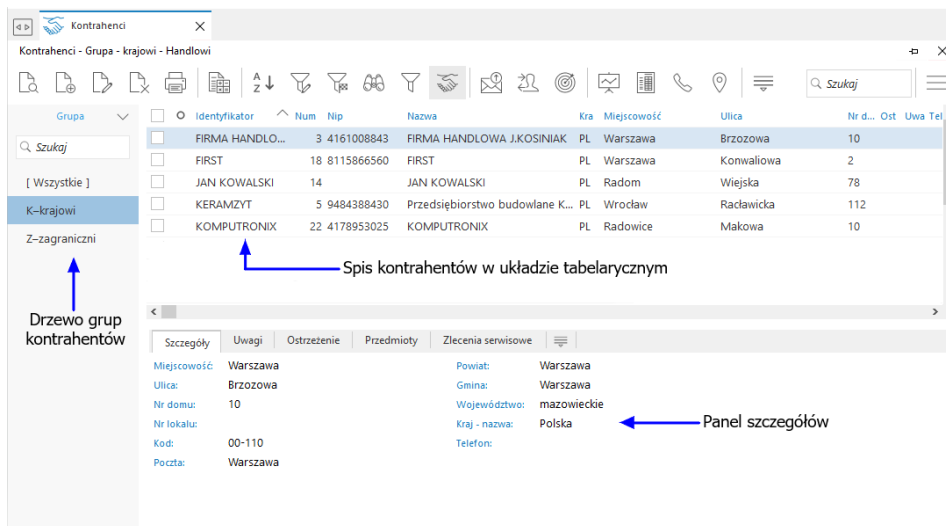 Kontrahenci
Kontrahenci - Grupa - krajowi - Handlowi
Szukaj
Grupa
Szukaj
[ Wszystkie ]
K–krajowi
Z–zagraniczni
Drzewo grup
kontrahentów
O Identyfikator Num Nip Nazwa Kra Miejscowość Ulica Nr d... Ost Uwa Tel
FIRMA HANDLO... 3 4161008843 FIRMA HANDLOWA J.KOSINIAK PL Warszawa Brzozowa 10
FIRST 18 8115866560 FIRST PL Warszawa Konwaliowa 2
JAN KOWALSKI 14 JAN KOWALSKI PL Radom Wiejska 78
KERAMZYT 5 9484388430 Przedsiębiorstwo budowlane K... PL Wrocław Racławicka 112
KOMPUTRONIX 22 4178953025 KOMPUTRONIX PL Radowice Makowa 10
Spis kontrahentów w układzie tabelarycznym
Szczegóły Uwagi Ostrzeżenie Przedmioty Zlecenia serwisowe
Miejscowość: Warszawa Powiat: Warszawa
Ulica: Brzozowa Gmina: Warszawa
Nr domu: 10 Województwo: mazowieckie
Nr lokalu: Kraj - nazwa: Polska
Kod: 00-110 Telefon:
Poczta: Warszawa
Panel szczegółów